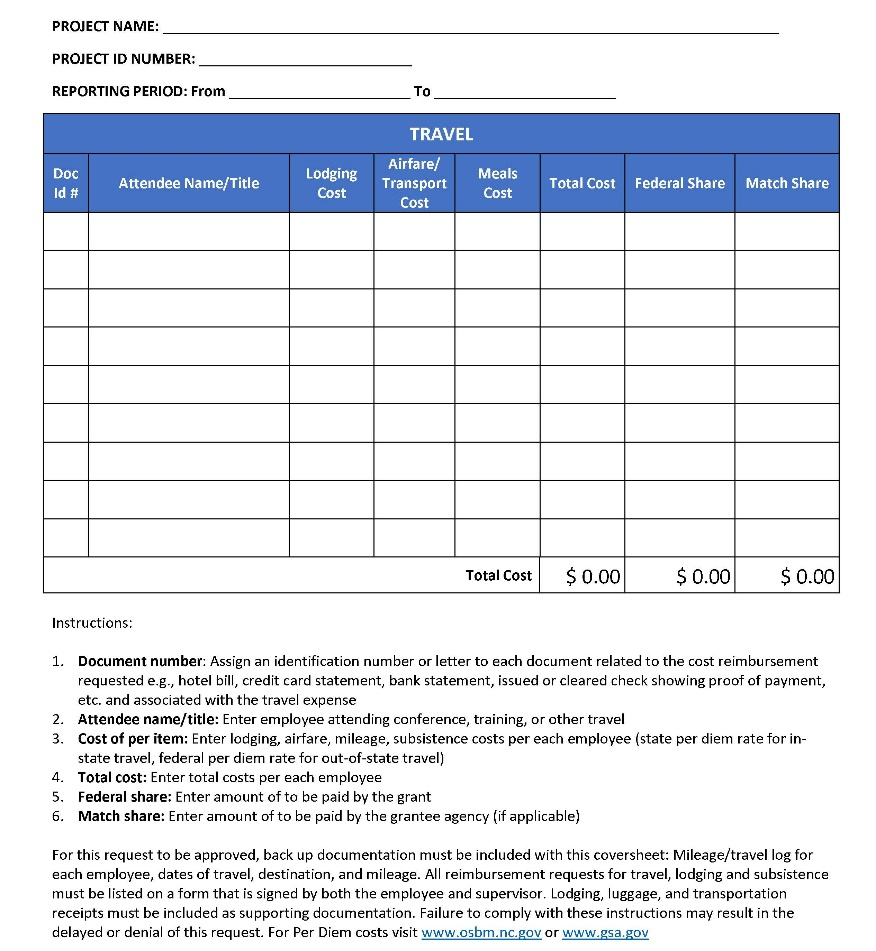 PROJECT NAME:
PROJECT ID NUMBER:
REPORTING PERIOD: From To
TRAVEL
Doc Id # Attendee Name/Title Lodging Cost Airfare/ Transport Cost Meals Cost Total Cost Federal Share Match Share
Total Cost $ 0.00 $ 0.00 $ 0.00
Instructions:
1. Document number: Assign an identification number or letter to each document related to the cost reimbursement
requested e.g., hotel bill, credit card statement, bank statement, issued or cleared check showing proof of payment,
etc. and associated with the travel expense
2. Attendee name/title: Enter employee attending conference, training, or other travel
3. Cost of per item: Enter lodging, airfare, mileage, subsistence costs per each employee (state per diem rate for in-
state travel, federal per diem rate for out-of-state travel)
4. Total cost: Enter total costs per each employee
5. Federal share: Enter amount of to be paid by the grant
6. Match share: Enter amount of to be paid by the grantee agency (if applicable)
For this request to be approved, back up documentation must be included with this coversheet: Mileage/travel log for
each employee, dates of travel, destination, and mileage. All reimbursement requests for travel, lodging and subsistence
must be listed on a form that is signed by both the employee and supervisor. Lodging, luggage, and transportation
receipts must be included as supporting documentation. Failure to comply with these instructions may result in the
delayed or denial of this request. For Per Diem costs visit www.osbm.nc.gov or www.gsa.gov